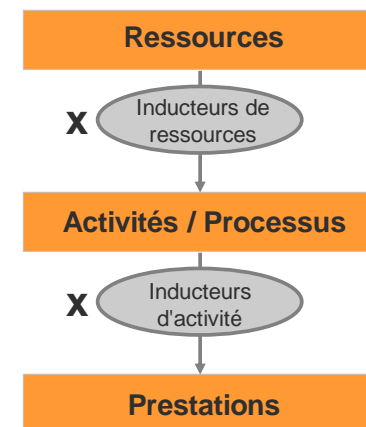 Ressources
X
Inducteurs de
ressources
Activités / Processus
X
Inducteurs
d'activité
Prestations